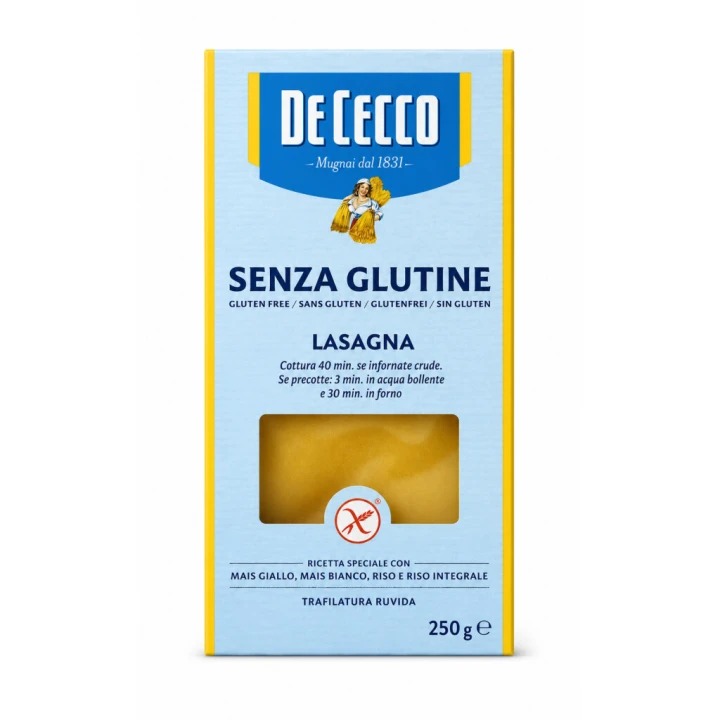 DE CECCO
Mugnai dal 1831
SENZA GLUTINE
GLUTEN FREE / SANS GLUTEN / GLUTENFREI / SIN GLUTEN
LASAGNA
Cottura 40 min. se infornate crude.
Se precotte: 3 min. in acqua bollente
e 30 min. in forno
®
RICETTA SPECIALE CON
MAIS GIALLO, MAIS BIANCO, RISO E RISO INTEGRALE
TRAFILATURA RUVIDA
250 g ℮